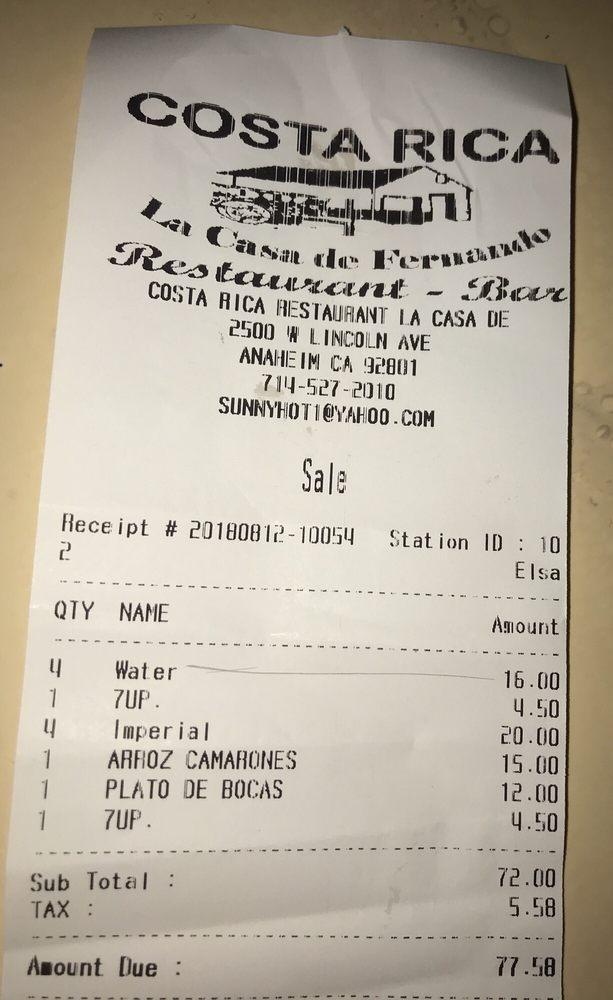 COSTA RICA
La Casa de Fernando
Restaurant - Bar
COSTA RICA RESTAURANT LA CASA DE
2500 W LINCOLN AVE
ANAHEIM CA 92801
714-527-2010
SUNNYHOT1@YAHOO.COM
Sale
Receipt # 20180812-10054 Station ID : 10
2 Elsa
QTY NAME Amount
4 Water 16.00
1 7UP. 4.50
4 Imperial 20.00
1 ARROZ CAMARONES 15.00
1 PLATO DE BOCAS 12.00
1 7UP. 4.50
Sub Total : 72.00
TAX : 5.58
Amount Due : 77.58